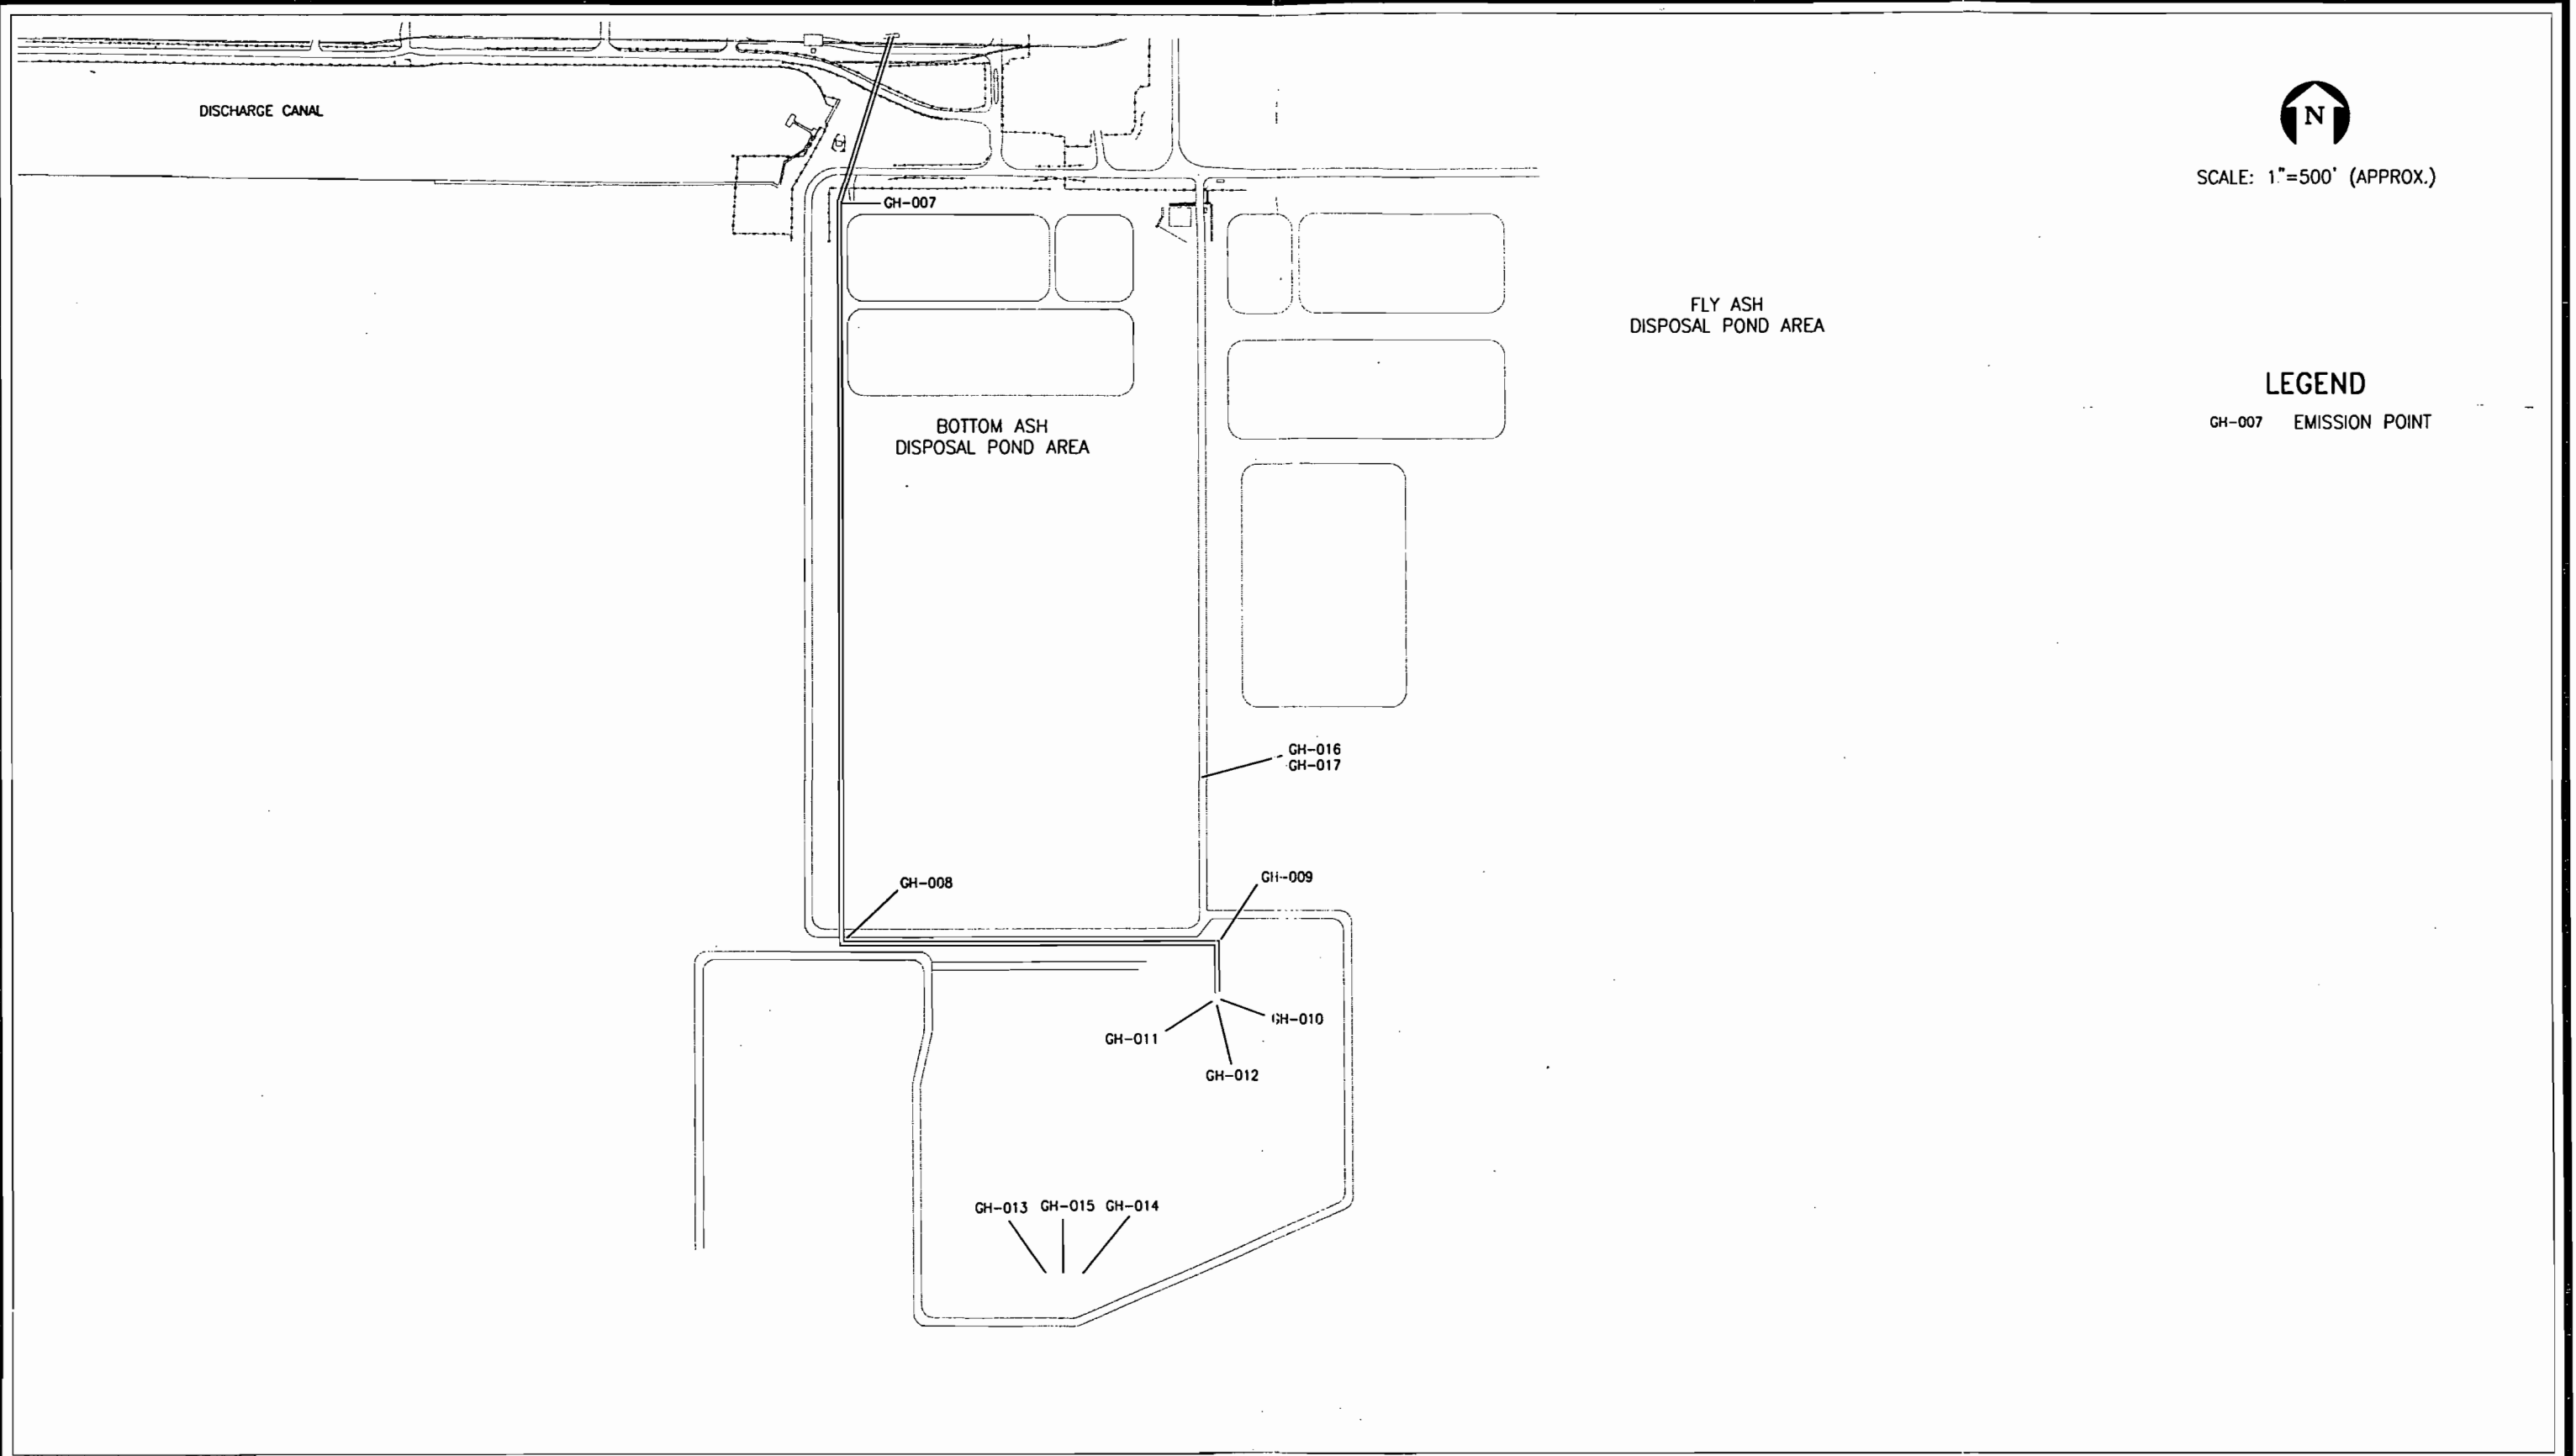 DISCHARGE CANAL
N
SCALE: 1"=500' (APPROX.)
GH-007
FLY ASH
DISPOSAL POND AREA
LEGEND
GH-007 EMISSION POINT
BOTTOM ASH
DISPOSAL POND AREA
GH-016
GH-017
GH-008
GH-009
GH-010
GH-011
GH-012
GH-013 GH-015 GH-014